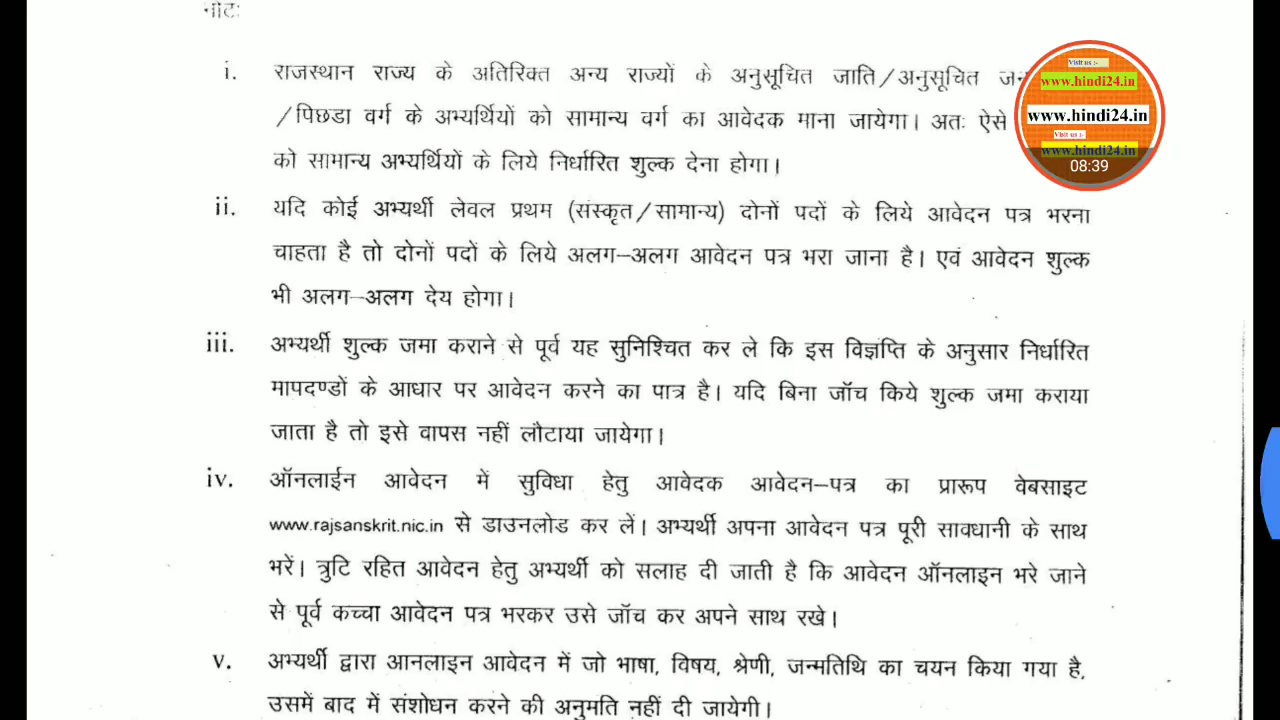 नोटः
i. राजस्थान राज्य के अतिरिक्त अन्य राज्यों के अनुसूचित जाति/अनुसूचित जन
/पिछडा वर्ग के अभ्यर्थियों को सामान्य वर्ग का आवेदक माना जायेगा। अतः ऐसे
को सामान्य अभ्यर्थियों के लिये निर्धारित शुल्क देना होगा।
Visit us :-
www.hindi24.in
www.hindi24.in
Visit us :-
www.hindi24.in
08:39
ii. यदि कोई अभ्यर्थी लेवल प्रथम (संस्कृत/सामान्य) दोनों पदों के लिये आवेदन पत्र भरना
चाहता है तो दोनों पदों के लिये अलग–अलग आवेदन पत्र भरा जाना है। एवं आवेदन शुल्क
भी अलग–अलग देय होगा।
iii. अभ्यर्थी शुल्क जमा कराने से पूर्व यह सुनिश्चित कर ले कि इस विज्ञप्ति के अनुसार निर्धारित
मापदण्डों के आधार पर आवेदन करने का पात्र है। यदि बिना जॉच किये शुल्क जमा कराया
जाता है तो इसे वापस नहीं लौटाया जायेगा।
iv. ऑनलाईन आवेदन में सुविधा हेतु आवेदक आवेदन–पत्र का प्रारूप वेबसाइट
www.rajsanskrit.nic.in से डाउनलोड कर लें। अभ्यर्थी अपना आवेदन पत्र पूरी सावधानी के साथ
भरें। त्रुटि रहित आवेदन हेतु अभ्यर्थी को सलाह दी जाती है कि आवेदन ऑनलाइन भरे जाने
से पूर्व कच्चा आवेदन पत्र भरकर उसे जॉच कर अपने साथ रखे।
v. अभ्यर्थी द्वारा आनलाइन आवेदन में जो भाषा, विषय, श्रेणी, जन्मतिथि का चयन किया गया है,
उसमें बाद में संशोधन करने की अनुमति नहीं दी जायेगी।